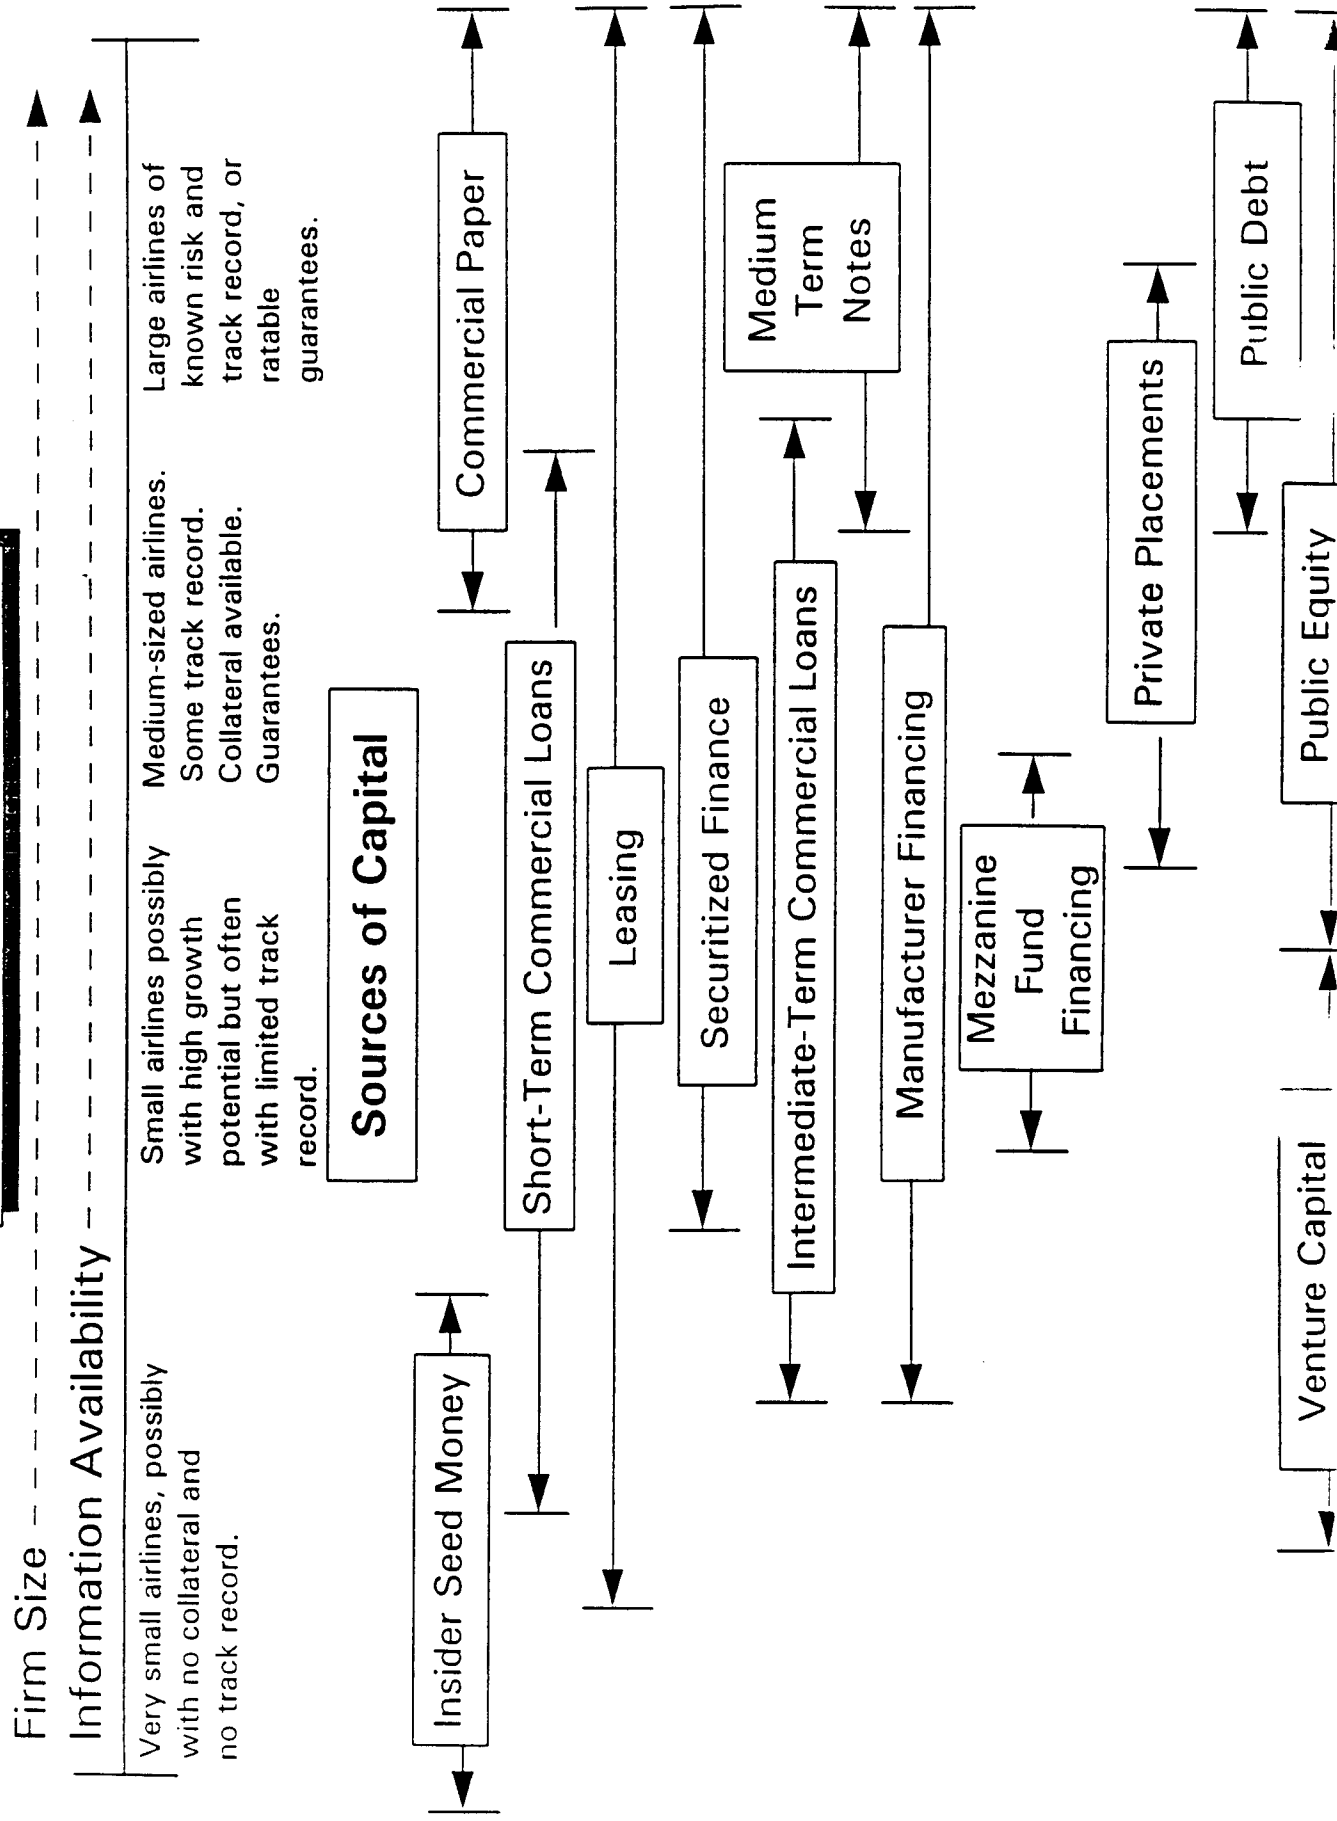 Firm Size
Information Availability
Very small airlines, possibly
with no collateral and
no track record.
Small airlines possibly
with high growth
potential but often
with limited track
record.
Medium-sized airlines.
Some track record.
Collateral available.
Guarantees.
Large airlines of
known risk and
track record, or
ratable
guarantees.
Sources of Capital
Insider Seed Money
Commercial Paper
Short-Term Commercial Loans
Leasing
Securitized Finance
Medium
Term
Notes
Intermediate-Term Commercial Loans
Manufacturer Financing
Mezzanine
Fund
Financing
Private Placements
Public Debt
Venture Capital
Public Equity